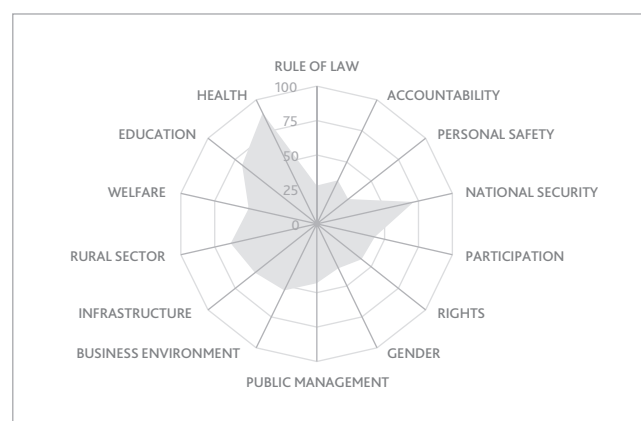 RULE OF LAW
100
HEALTH
ACCOUNTABILITY
75
EDUCATION
PERSONAL SAFETY
50
WELFARE
NATIONAL SECURITY
25
0
RURAL SECTOR
PARTICIPATION
INFRASTRUCTURE
RIGHTS
BUSINESS ENVIRONMENT
GENDER
PUBLIC MANAGEMENT